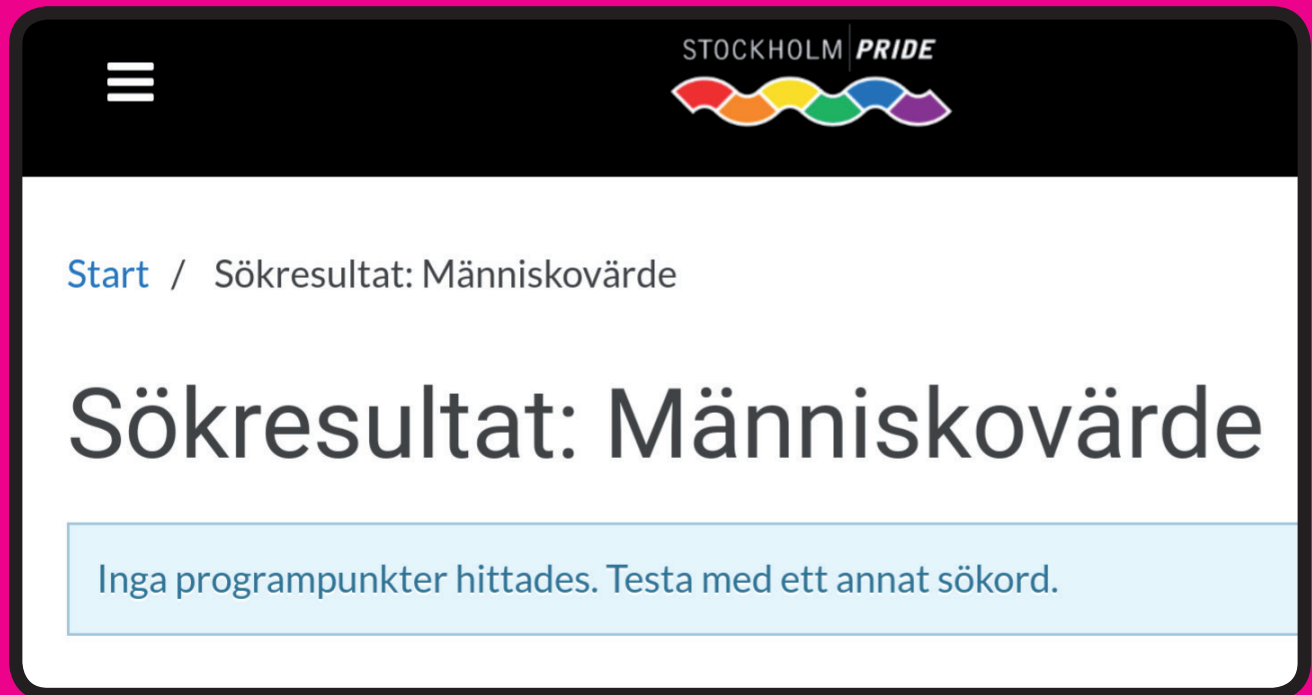 STOCKHOLM PRIDE
Start / Sökresultat: Människovärde
Sökresultat: Människovärde
Inga programpunkter hittades. Testa med ett annat sökord.